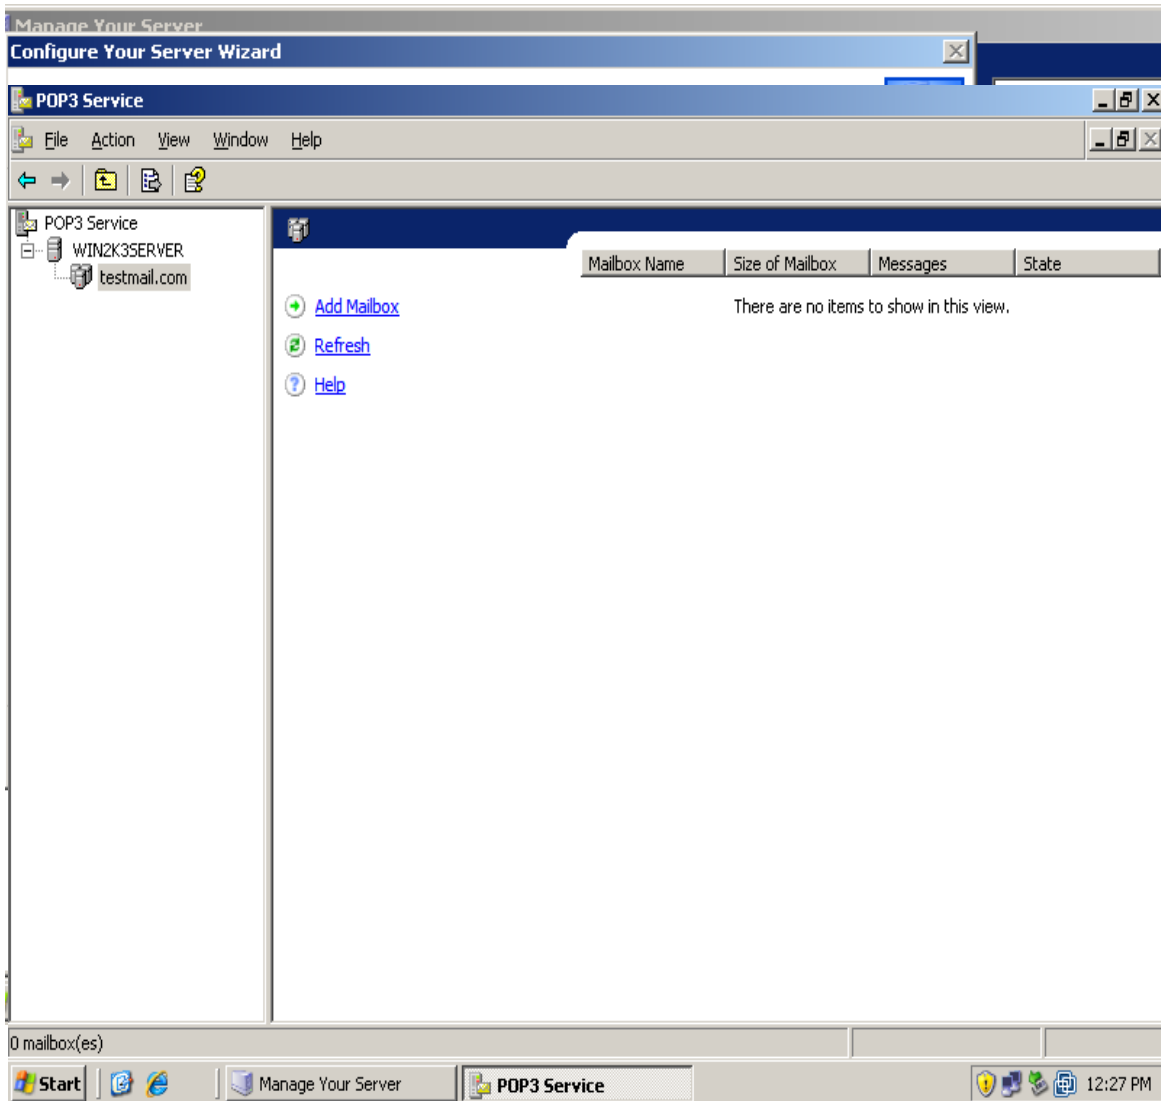 Manage Your Server
Configure Your Server Wizard
POP3 Service
File Action View Window Help
POP3 Service
WIN2K3SERVER
testmail.com
Mailbox Name Size of Mailbox Messages State
Add Mailbox
There are no items to show in this view.
Refresh
Help
0 mailbox(es)
Start Manage Your Server POP3 Service 12:27 PM